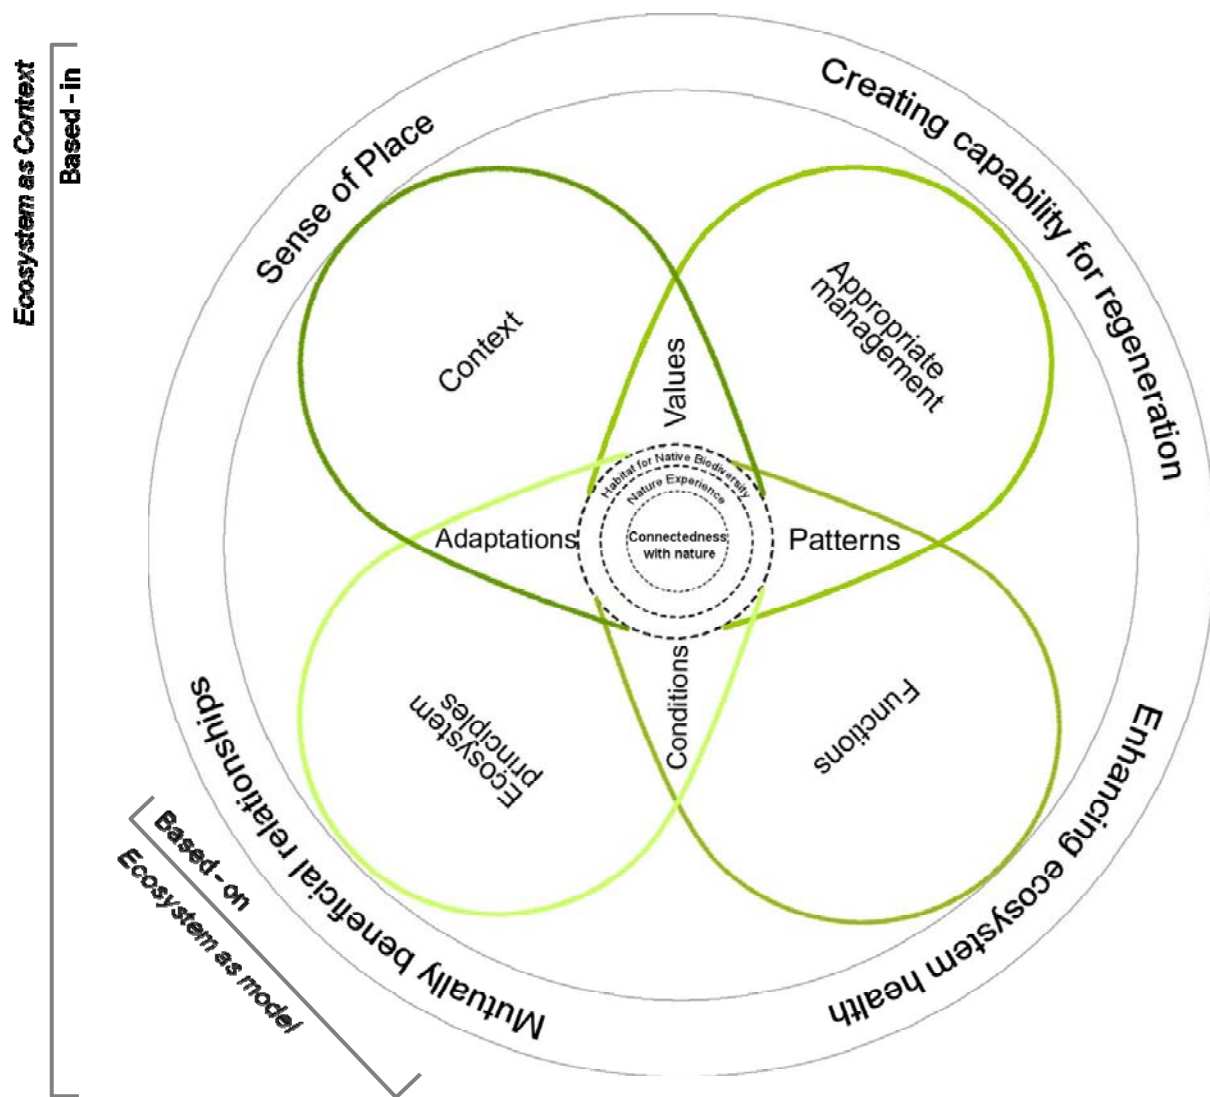 Ecosystem as Context
Based - in
Sense of Place
Creating capability for regeneration
Context
Appropriate
management
Values
Habitat for Native Biodiversity
Nature Experience
Adaptations
Connectedness
with nature
Patterns
Conditions
Ecosystem
principles
Functions
Mutually beneficial relationships
Enhancing ecosystem health
Based - on
Ecosystem as model